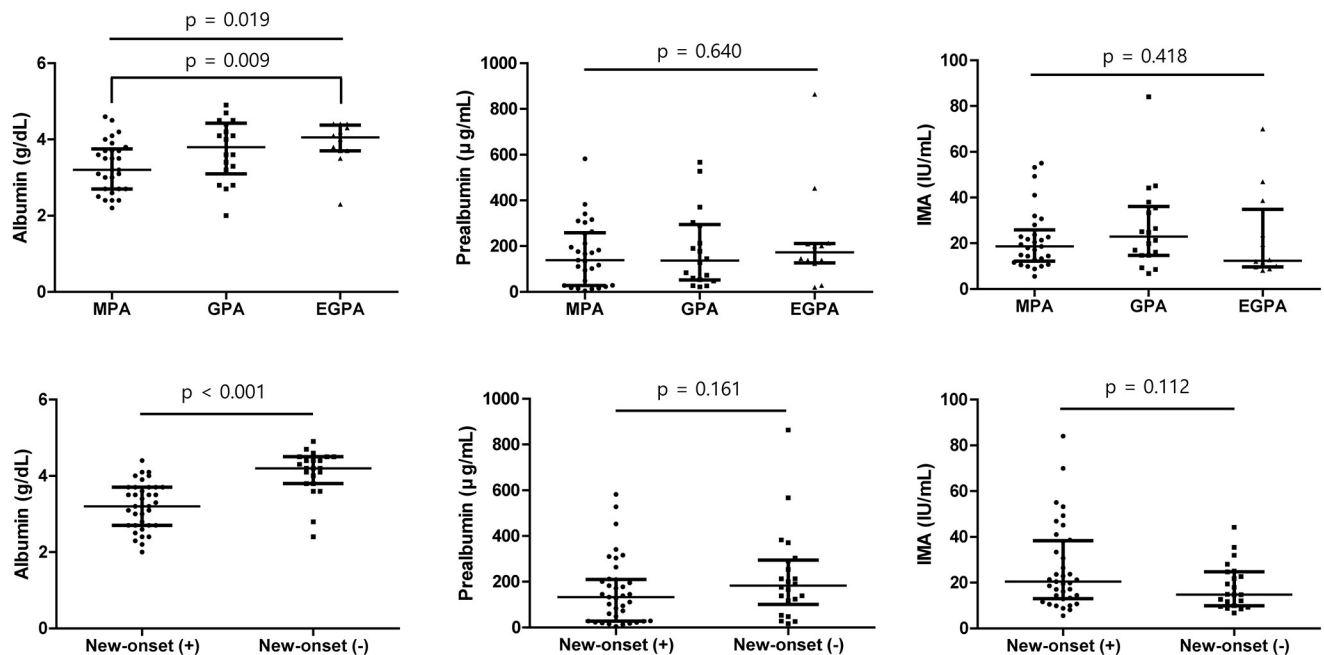 p = 0.019
p = 0.009
Albumin (g/dL)
6
4
2
0
MPA GPA EGPA
p = 0.640
Prealbumin (µg/mL)
1000
800
600
400
200
0
MPA GPA EGPA
p = 0.418
IMA (IU/mL)
100
80
60
40
20
0
MPA GPA EGPA
p < 0.001
Albumin (g/dL)
6
4
2
0
New-onset (+) New-onset (-)
p = 0.161
Prealbumin (µg/mL)
1000
800
600
400
200
0
New-onset (+) New-onset (-)
p = 0.112
IMA (IU/mL)
100
80
60
40
20
0
New-onset (+) New-onset (-)